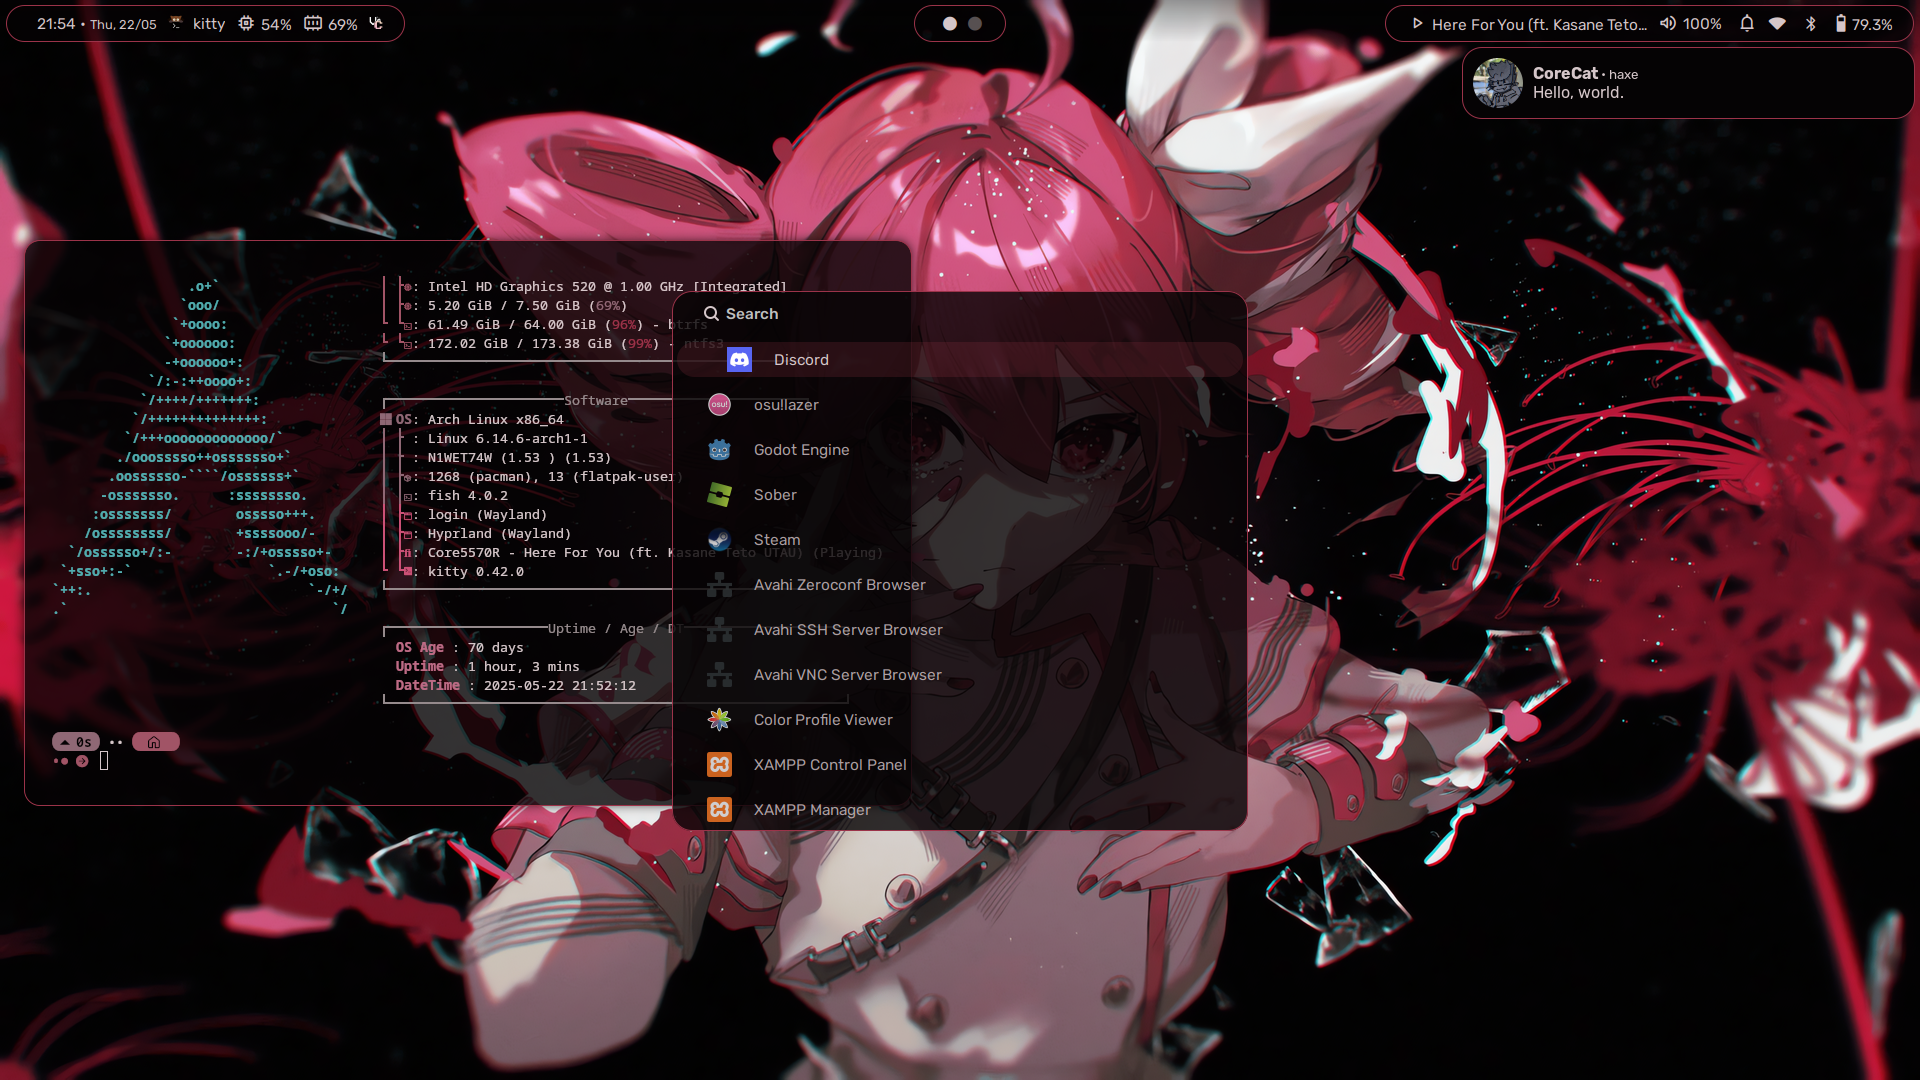 21:54 • Thu, 22/05 kitty 54% 69%
Here For You (ft. Kasane Teto... 100% 79.3%
CoreCat • haxe
Hello, world.
.o+`
`ooo/
`+oooo:
`+oooooo:
-+oooooo+:
`/:-:++oooo+:
`/++++/+++++++:
`/++++++++++++++:
`/+++ooooooooooooo/`
./ooosssso++osssssso+`
.oossssso-````/ossssss+`
-osssssso. :ssssssso.
:osssssss/ osssso+++.
/ossssssss/ +ssssooo/-
`/ossssso+/:- -:/+osssso+-
`+sso+:-` `.-/+oso:
`++:. `-/+/
.` `/
: Intel HD Graphics 520 @ 1.00 GHz [Integrated]
: 5.20 GiB / 7.50 GiB (69%)
: 61.49 GiB / 64.00 GiB (96%) - btrfs
: 172.02 GiB / 173.38 GiB (99%) - ntfs3
Software
OS: Arch Linux x86_64
: Linux 6.14.6-arch1-1
: N1WET74W (1.53 ) (1.53)
: 1268 (pacman), 13 (flatpak-user)
: fish 4.0.2
: login (Wayland)
: Hyprland (Wayland)
: Core5570R - Here For You (ft. Kasane Teto UTAU) (Playing)
: kitty 0.42.0
Uptime / Age / DT
OS Age : 70 days
Uptime : 1 hour, 3 mins
DateTime : 2025-05-22 21:52:12
0s
Search
Discord
osu!lazer
Godot Engine
Sober
Steam
Avahi Zeroconf Browser
Avahi SSH Server Browser
Avahi VNC Server Browser
Color Profile Viewer
XAMPP Control Panel
XAMPP Manager